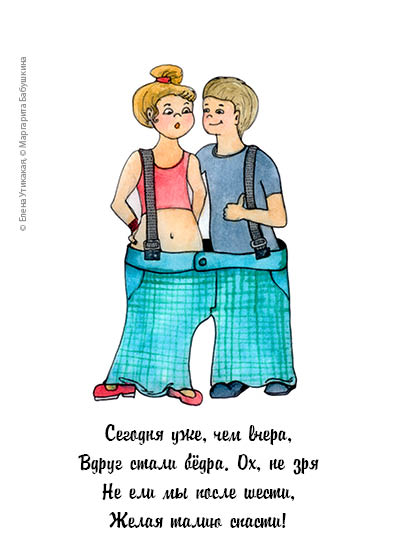 © Елена Утикакая, © Маргарита Бабушкина
Сегодня уже, чем вчера,
Вдруг стали бёдра. Ох, не зря
Не ели мы после шести,
Желая талию спасти!